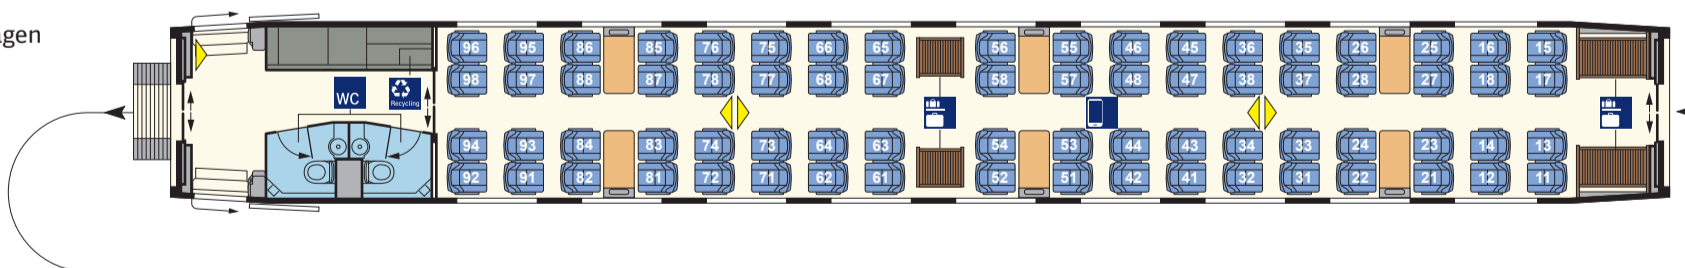 agen
96 95 86 85 76 75 66 65 56 55 46 45 36 35 26 25 16 15
98 97 88 87 78 77 68 67 58 57 48 47 38 37 28 27 18 17
WC
Recycling
94 93 84 83 74 73 64 63 54 53 44 43 34 33 24 23 14 13
92 91 82 81 72 71 62 61 52 51 42 41 32 31 22 21 12 11